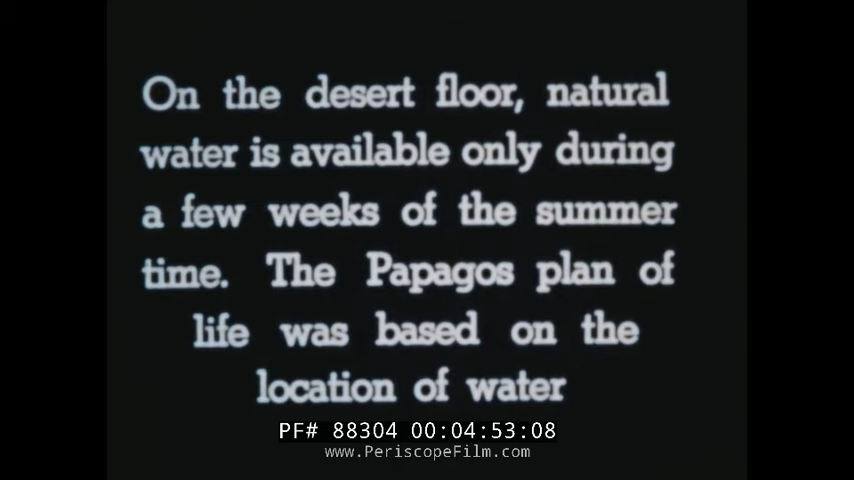 On the desert floor, natural
water is available only during
a few weeks of the summer
time. The Papagos plan of
life was based on the
location of water
PF# 88304 00:04:53:08
www.PeriscopeFilm.com